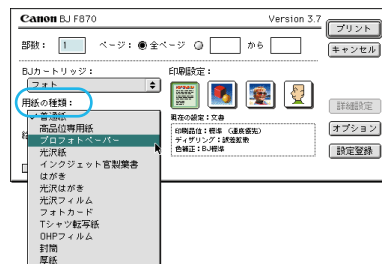 Canon BJ F870 Version 3.7
プリント
部数： 1 ページ： 全ページ から
キャンセル
BJカートリッジ： 印刷設定：
フォト
用紙の種類：
✓普通紙
高品位専用紙
プロフォトペーパー
光沢紙
インクジェット官製葉書
はがき
光沢はがき
光沢フィルム
フォトカード
Tシャツ転写紙
OHPフィルム
封筒
厚紙
現在の設定：文書
印刷品位：標準 （速度優先）
ディザリング：誤差拡散
色補正：BJ標準
詳細設定
オプション
設定登録